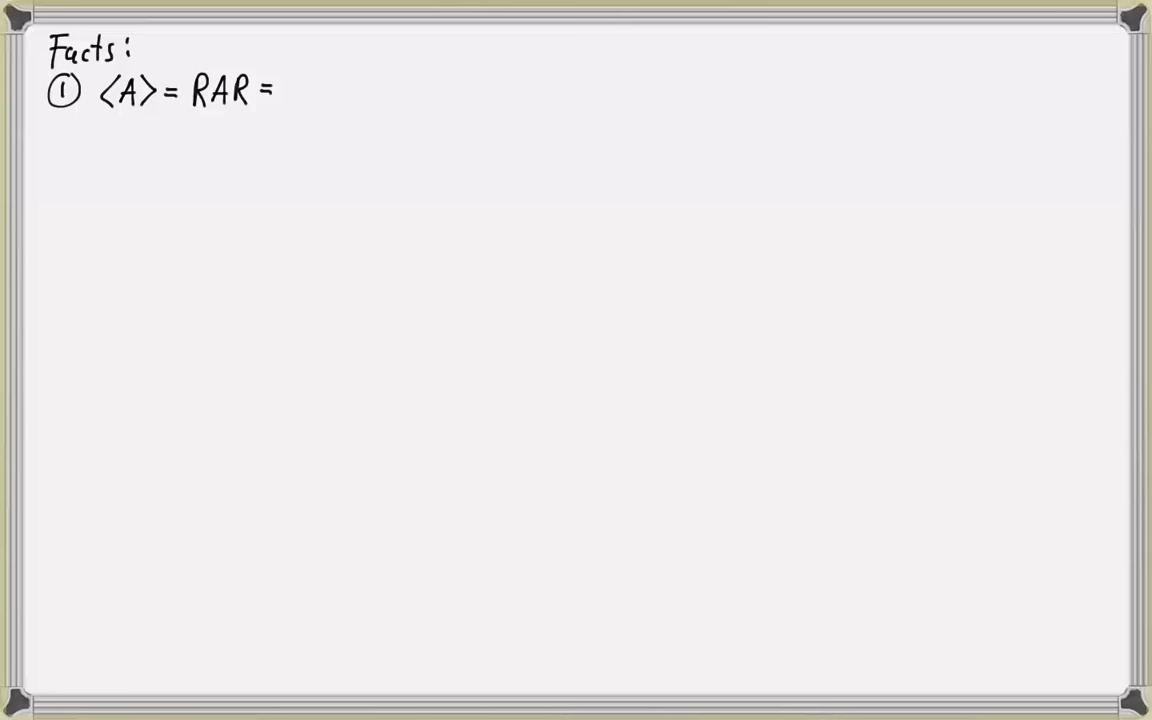 Facts:
① ⟨A⟩ = RAR =